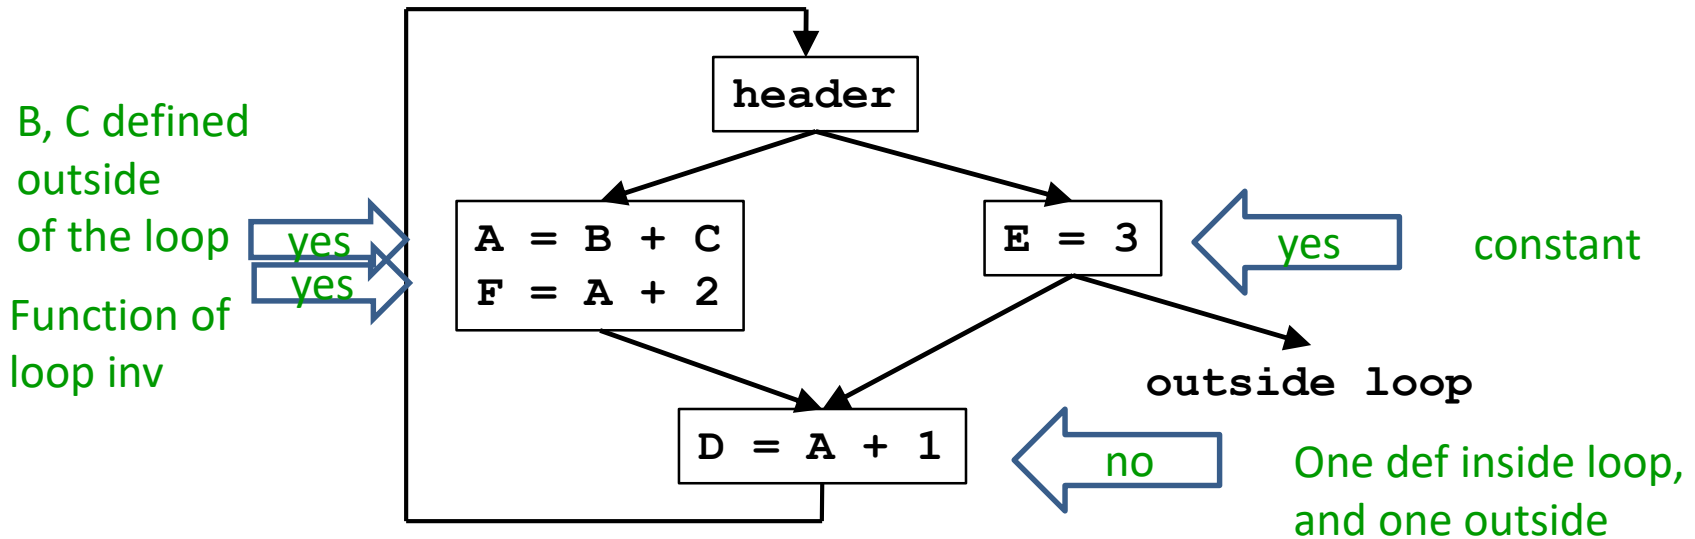 header
B, C defined
outside
of the loop
yes
A = B + C
E = 3
yes
constant
yes
F = A + 2
Function of
loop inv
outside loop
D = A + 1
no
One def inside loop,
and one outside